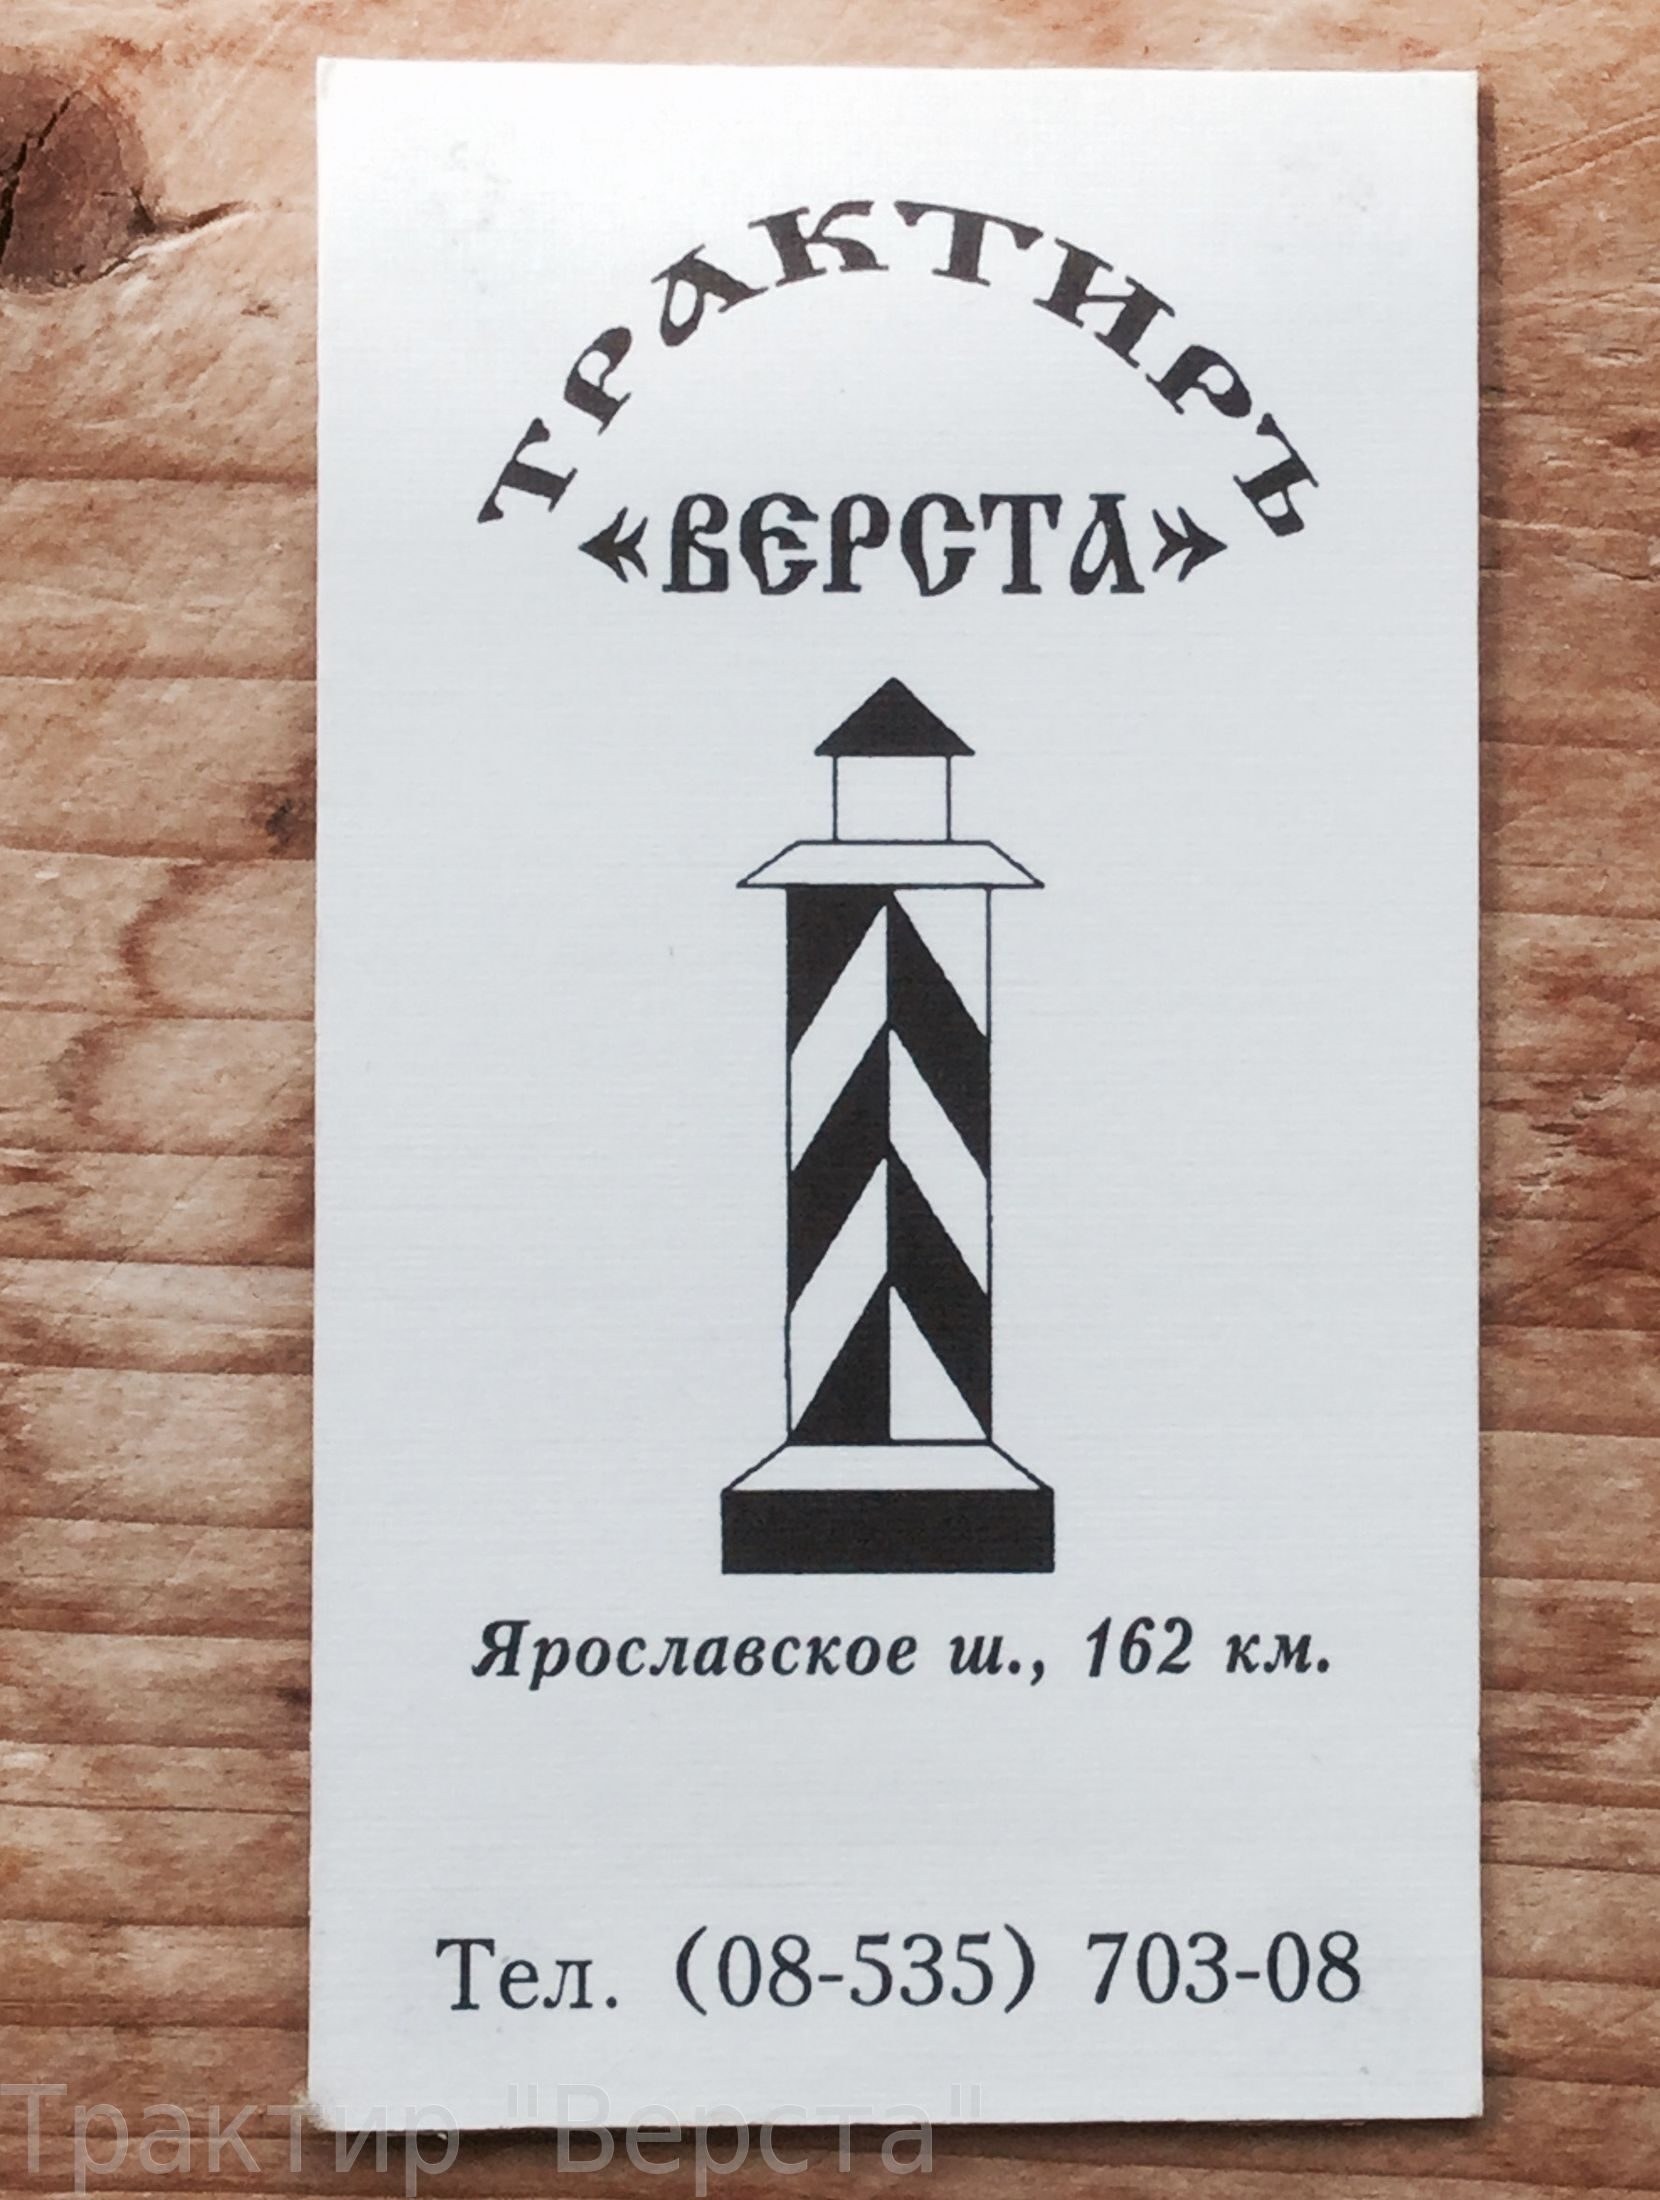 ТРАКТИРЪ
«ВЕРСТА»
Ярославское ш., 162 км.
Тел. (08-535) 703-08
Трактир "Верста"